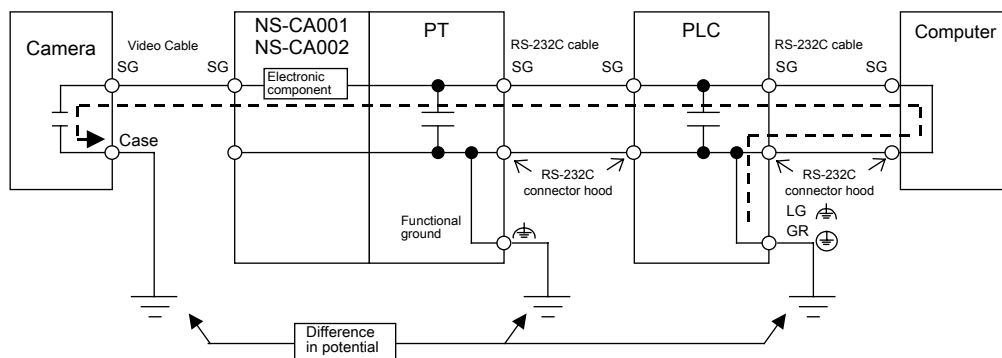 Camera
Video Cable
SG
SG
NS-CA001
NS-CA002
PT
Electronic
component
RS-232C cable
SG
SG
PLC
RS-232C cable
SG
SG
Computer
Case
RS-232C
connector hood
RS-232C
connector hood
Functional
ground
LG
GR
Difference
in potential